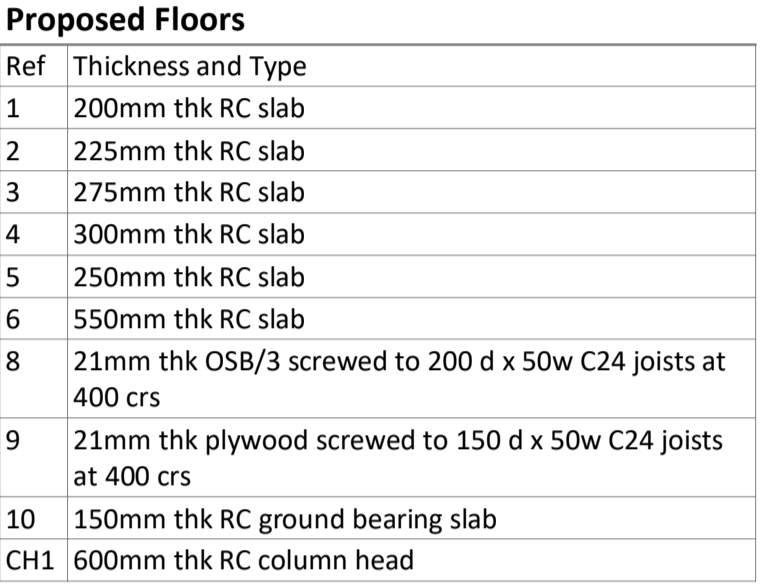 Proposed Floors
Ref Thickness and Type
1 200mm thk RC slab
2 225mm thk RC slab
3 275mm thk RC slab
4 300mm thk RC slab
5 250mm thk RC slab
6 550mm thk RC slab
8 21mm thk OSB/3 screwed to 200 d x 50w C24 joists at
400 crs
9 21mm thk plywood screwed to 150 d x 50w C24 joists
at 400 crs
10 150mm thk RC ground bearing slab
CH1 600mm thk RC column head